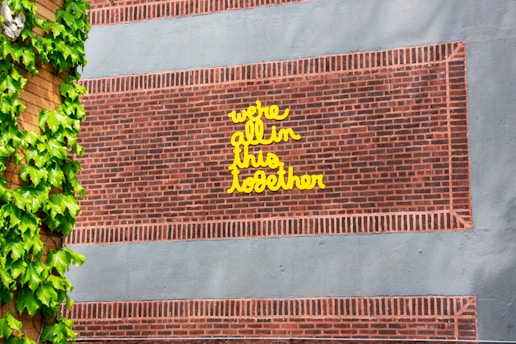 we're
all in
this
together